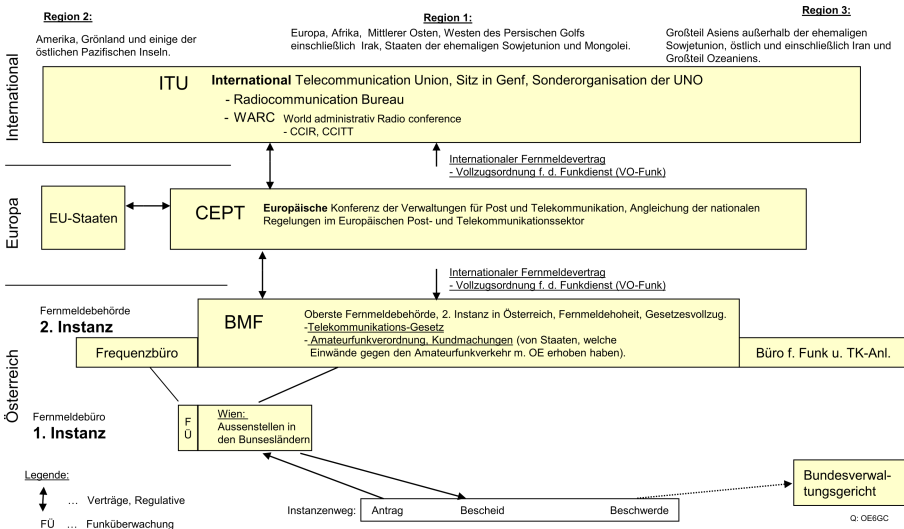 Region 2:
Amerika, Grönland und einige der
östlichen Pazifischen Inseln.
Region 1:
Europa, Afrika, Mittlerer Osten, Westen des Persischen Golfs
einschließlich Irak, Staaten der ehemaligen Sowjetunion und Mongolei.
Region 3:
Großteil Asiens außerhalb der ehemaligen
Sowjetunion, östlich und einschließlich Iran und
Großteil Ozeaniens.
International
ITU International Telecommunication Union, Sitz in Genf, Sonderorganisation der UNO
- Radiocommunication Bureau
- WARC World administrativ Radio conference
- CCIR, CCITT
Internationaler Fernmeldevertrag
- Vollzugsordnung f. d. Funkdienst (VO-Funk)
Europa
EU-Staaten
CEPT Europäische Konferenz der Verwaltungen für Post und Telekommunikation, Angleichung der nationalen
Regelungen im Europäischen Post- und Telekommunikationssektor
Internationaler Fernmeldevertrag
- Vollzugsordnung f. d. Funkdienst (VO-Funk)
Österreich
Fernmeldebehörde
2. Instanz
BMF Oberste Fernmeldebehörde, 2. Instanz in Österreich, Fernmeldehoheit, Gesetzesvollzug.
-Telekommunikations-Gesetz
- Amateurfunkverordnung, Kundmachungen (von Staaten, welche
Einwände gegen den Amateurfunkverkehr m. OE erhoben haben).
Frequenzbüro
Büro f. Funk u. TK-Anl.
Fernmeldebüro
1. Instanz
F
Ü
Wien:
Aussenstellen in
den Bunsesländern
Legende:
... Verträge, Regulative
FÜ ... Funküberwachung
Instanzenweg: Antrag Bescheid Beschwerde
Bundesverwal-
tungsgericht
Q: OE6GC